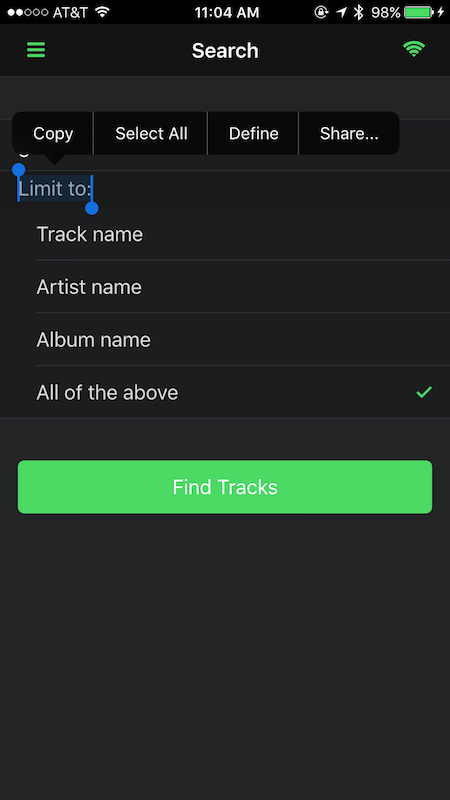 AT&T 11:04 AM 98%
Search
Copy Select All Define Share...
Limit to:
Track name
Artist name
Album name
All of the above
Find Tracks